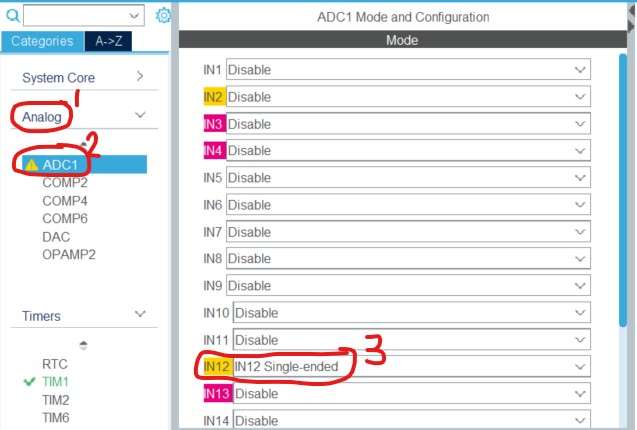 ADC1 Mode and Configuration
Categories A->Z
Mode
System Core
Analog 1
ADC1 2
COMP2
COMP4
COMP6
DAC
OPAMP2
Timers
RTC
TIM1
TIM2
TIM6
IN1 Disable
IN2 Disable
IN3 Disable
IN4 Disable
IN5 Disable
IN6 Disable
IN7 Disable
IN8 Disable
IN9 Disable
IN10 Disable
IN11 Disable
IN12 IN12 Single-ended 3
IN13 Disable
IN14 Disable